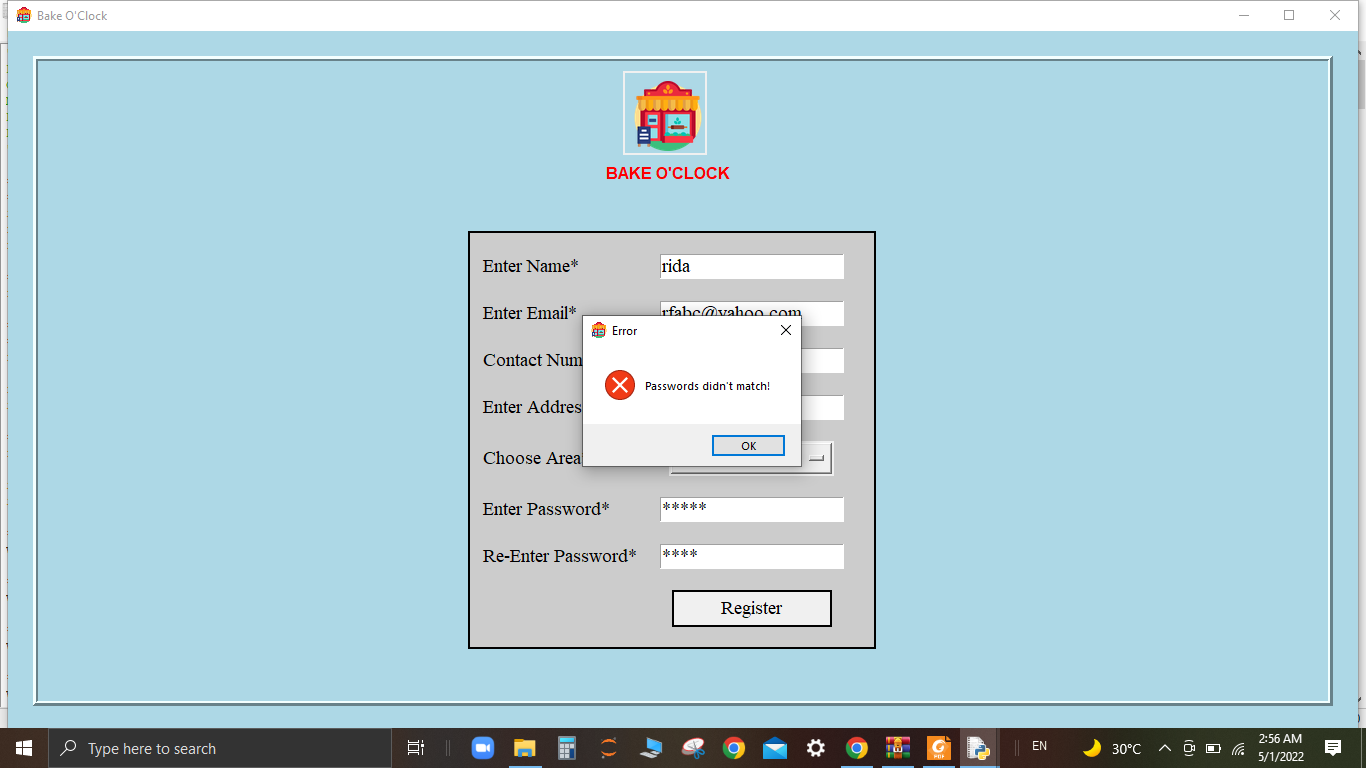 Bake O'Clock
BAKE O'CLOCK
Enter Name*
rida
Enter Email*
rfabc@yahoo.com
Error
Contact Num
Passwords didn't match!
Enter Addres
OK
Choose Area
Enter Password*
*****
Re-Enter Password*
****
Register
Type here to search
EN
30°C
2:56 AM
5/1/2022